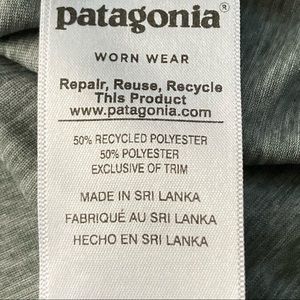 patagonia®
WORN WEAR
Repair, Reuse, Recycle
This Product
www.patagonia.com
50% RECYCLED POLYESTER
50% POLYESTER
EXCLUSIVE OF TRIM
MADE IN SRI LANKA
FABRIQUÉ AU SRI LANKA
HECHO EN SRI LANKA